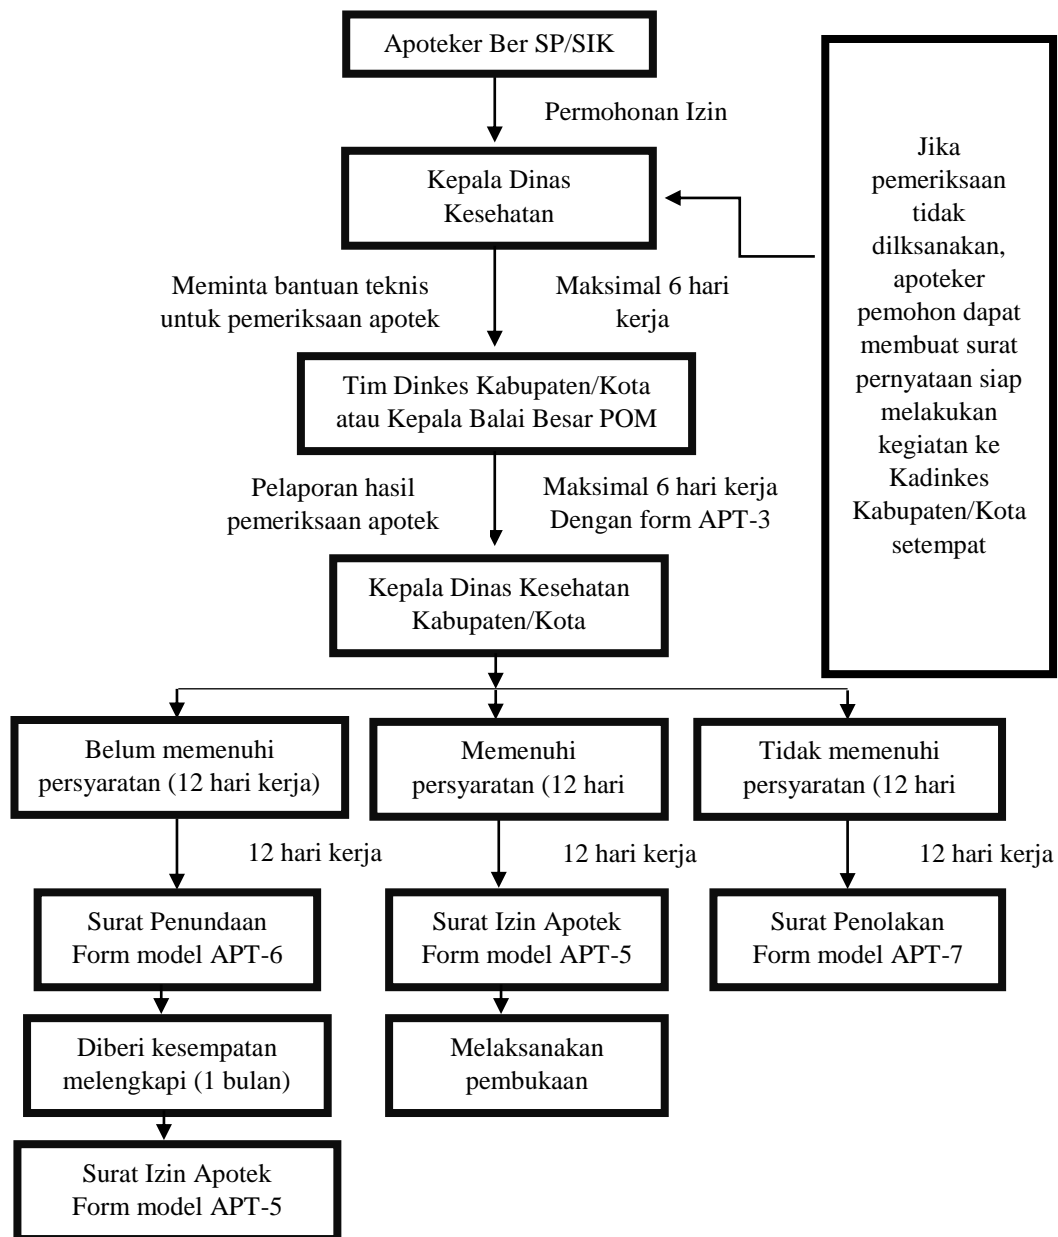 Apoteker Ber SP/SIK
Permohonan Izin
Kepala Dinas
Kesehatan
Jika
pemeriksaan
tidak
dilksanakan,
apoteker
pemohon dapat
membuat surat
pernyataan siap
melakukan
kegiatan ke
Kadinkes
Kabupaten/Kota
setempat
Meminta bantuan teknis
untuk pemeriksaan apotek
Maksimal 6 hari
kerja
Tim Dinkes Kabupaten/Kota
atau Kepala Balai Besar POM
Pelaporan hasil
pemeriksaan apotek
Maksimal 6 hari kerja
Dengan form APT-3
Kepala Dinas Kesehatan
Kabupaten/Kota
Belum memenuhi
persyaratan (12 hari kerja)
Memenuhi
persyaratan (12 hari
Tidak memenuhi
persyaratan (12 hari
12 hari kerja
12 hari kerja
12 hari kerja
Surat Penundaan
Form model APT-6
Surat Izin Apotek
Form model APT-5
Surat Penolakan
Form model APT-7
Diberi kesempatan
melengkapi (1 bulan)
Melaksanakan
pembukaan
Surat Izin Apotek
Form model APT-5